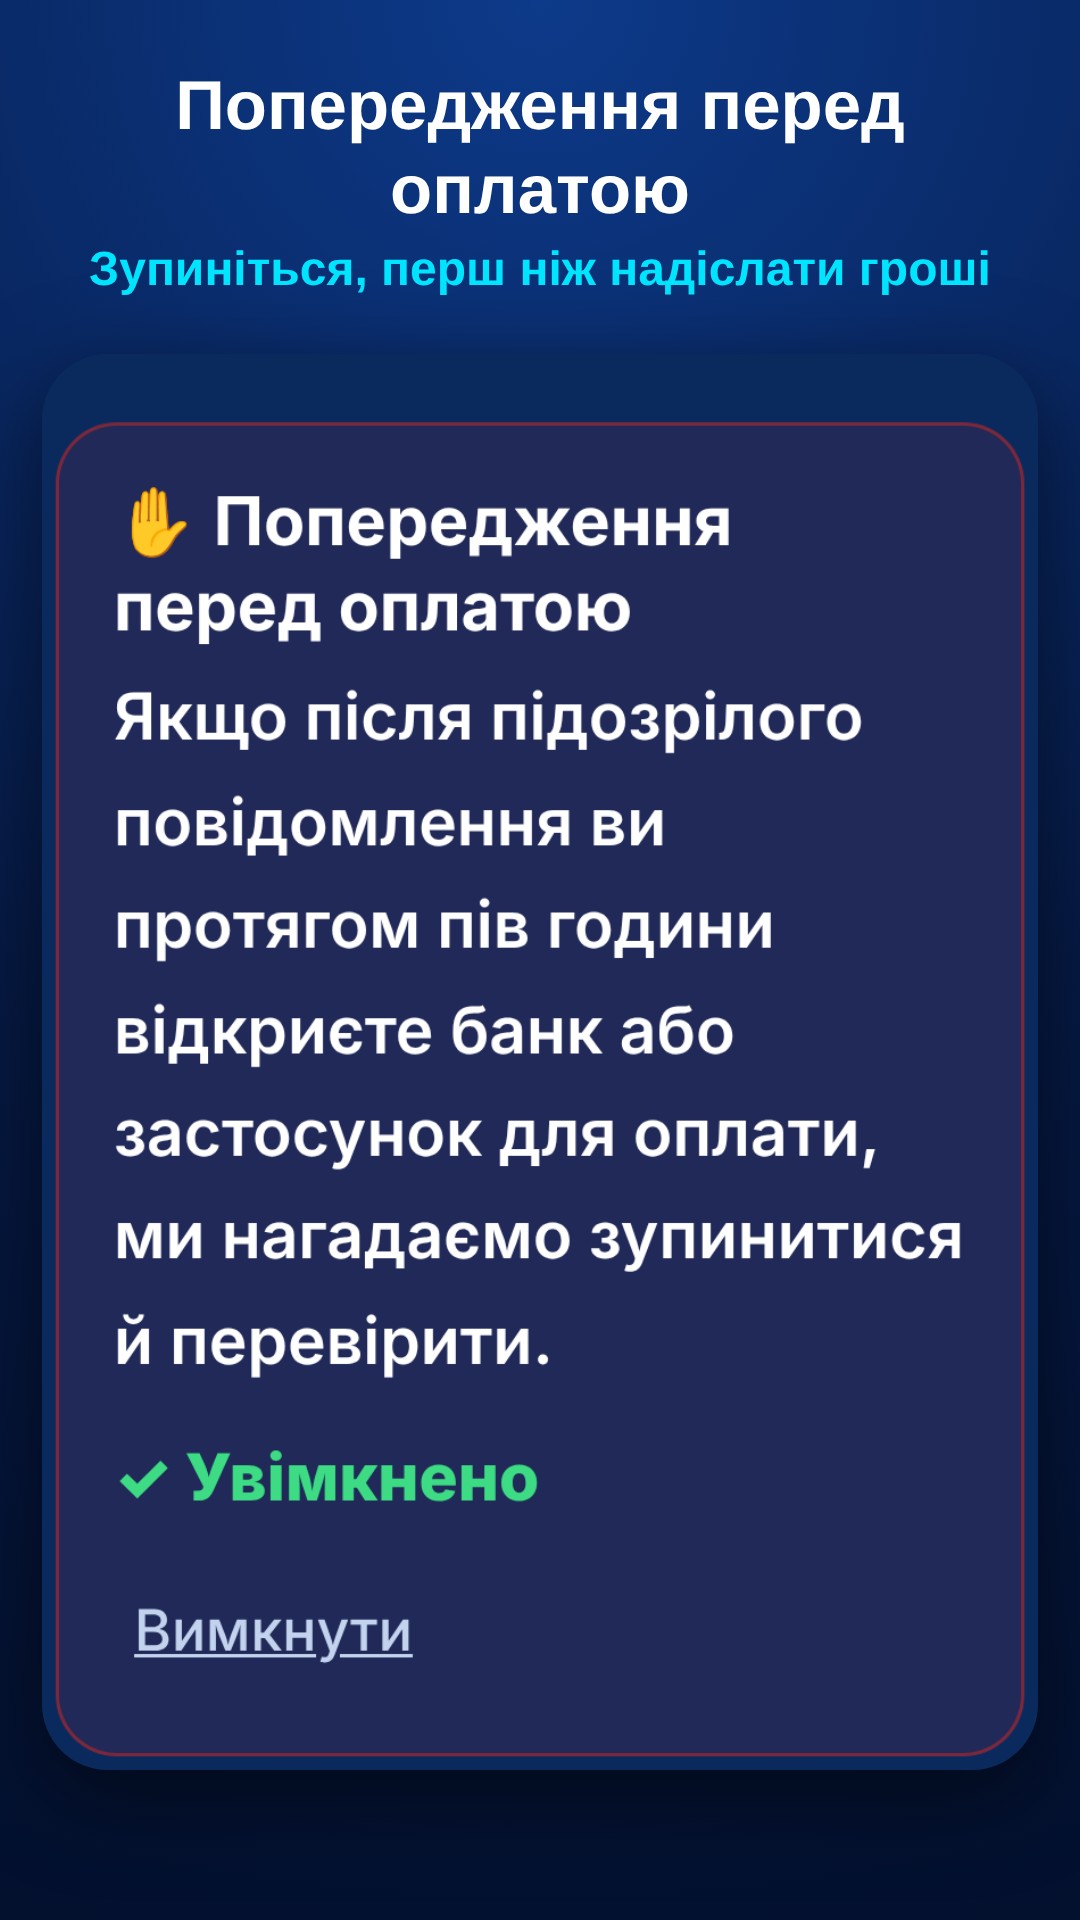 Попередження перед
оплатою
Зупиніться, перш ніж надіслати гроші
✋ Попередження
перед оплатою
Якщо після підозрілого
повідомлення ви
протягом пів години
відкриєте банк або
застосунок для оплати,
ми нагадаємо зупинитися
й перевірити.
✓ Увімкнено
Вимкнути